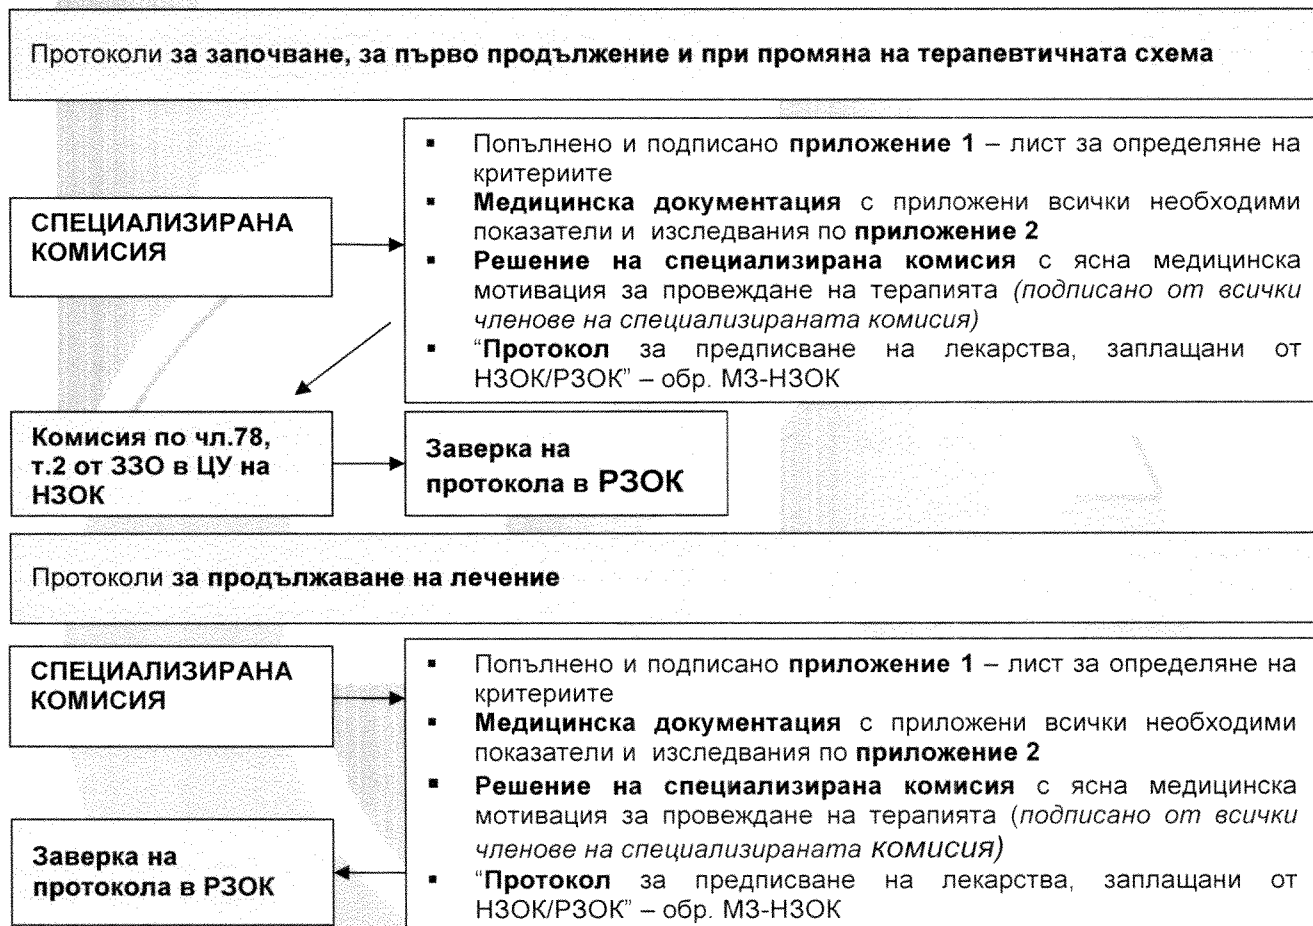 Протоколи за започване, за първо продължение и при промяна на терапевтичната схема
СПЕЦИАЛИЗИРАНА
КОМИСИЯ
▪ Попълнено и подписано приложение 1 – лист за определяне на
критериите
▪ Медицинска документация с приложени всички необходими
показатели и изследвания по приложение 2
▪ Решение на специализирана комисия с ясна медицинска
мотивация за провеждане на терапията (подписано от всички
членове на специализираната комисия)
▪ "Протокол за предписване на лекарства, заплащани от
НЗОК/РЗОК" – обр. МЗ-НЗОК
Комисия по чл.78,
т.2 от ЗЗО в ЦУ на
НЗОК
Заверка на
протокола в РЗОК
Протоколи за продължаване на лечение
СПЕЦИАЛИЗИРАНА
КОМИСИЯ
▪ Попълнено и подписано приложение 1 – лист за определяне на
критериите
▪ Медицинска документация с приложени всички необходими
показатели и изследвания по приложение 2
▪ Решение на специализирана комисия с ясна медицинска
мотивация за провеждане на терапията (подписано от всички
членове на специализираната комисия)
▪ "Протокол за предписване на лекарства, заплащани от
НЗОК/РЗОК" – обр. МЗ-НЗОК
Заверка на
протокола в РЗОК